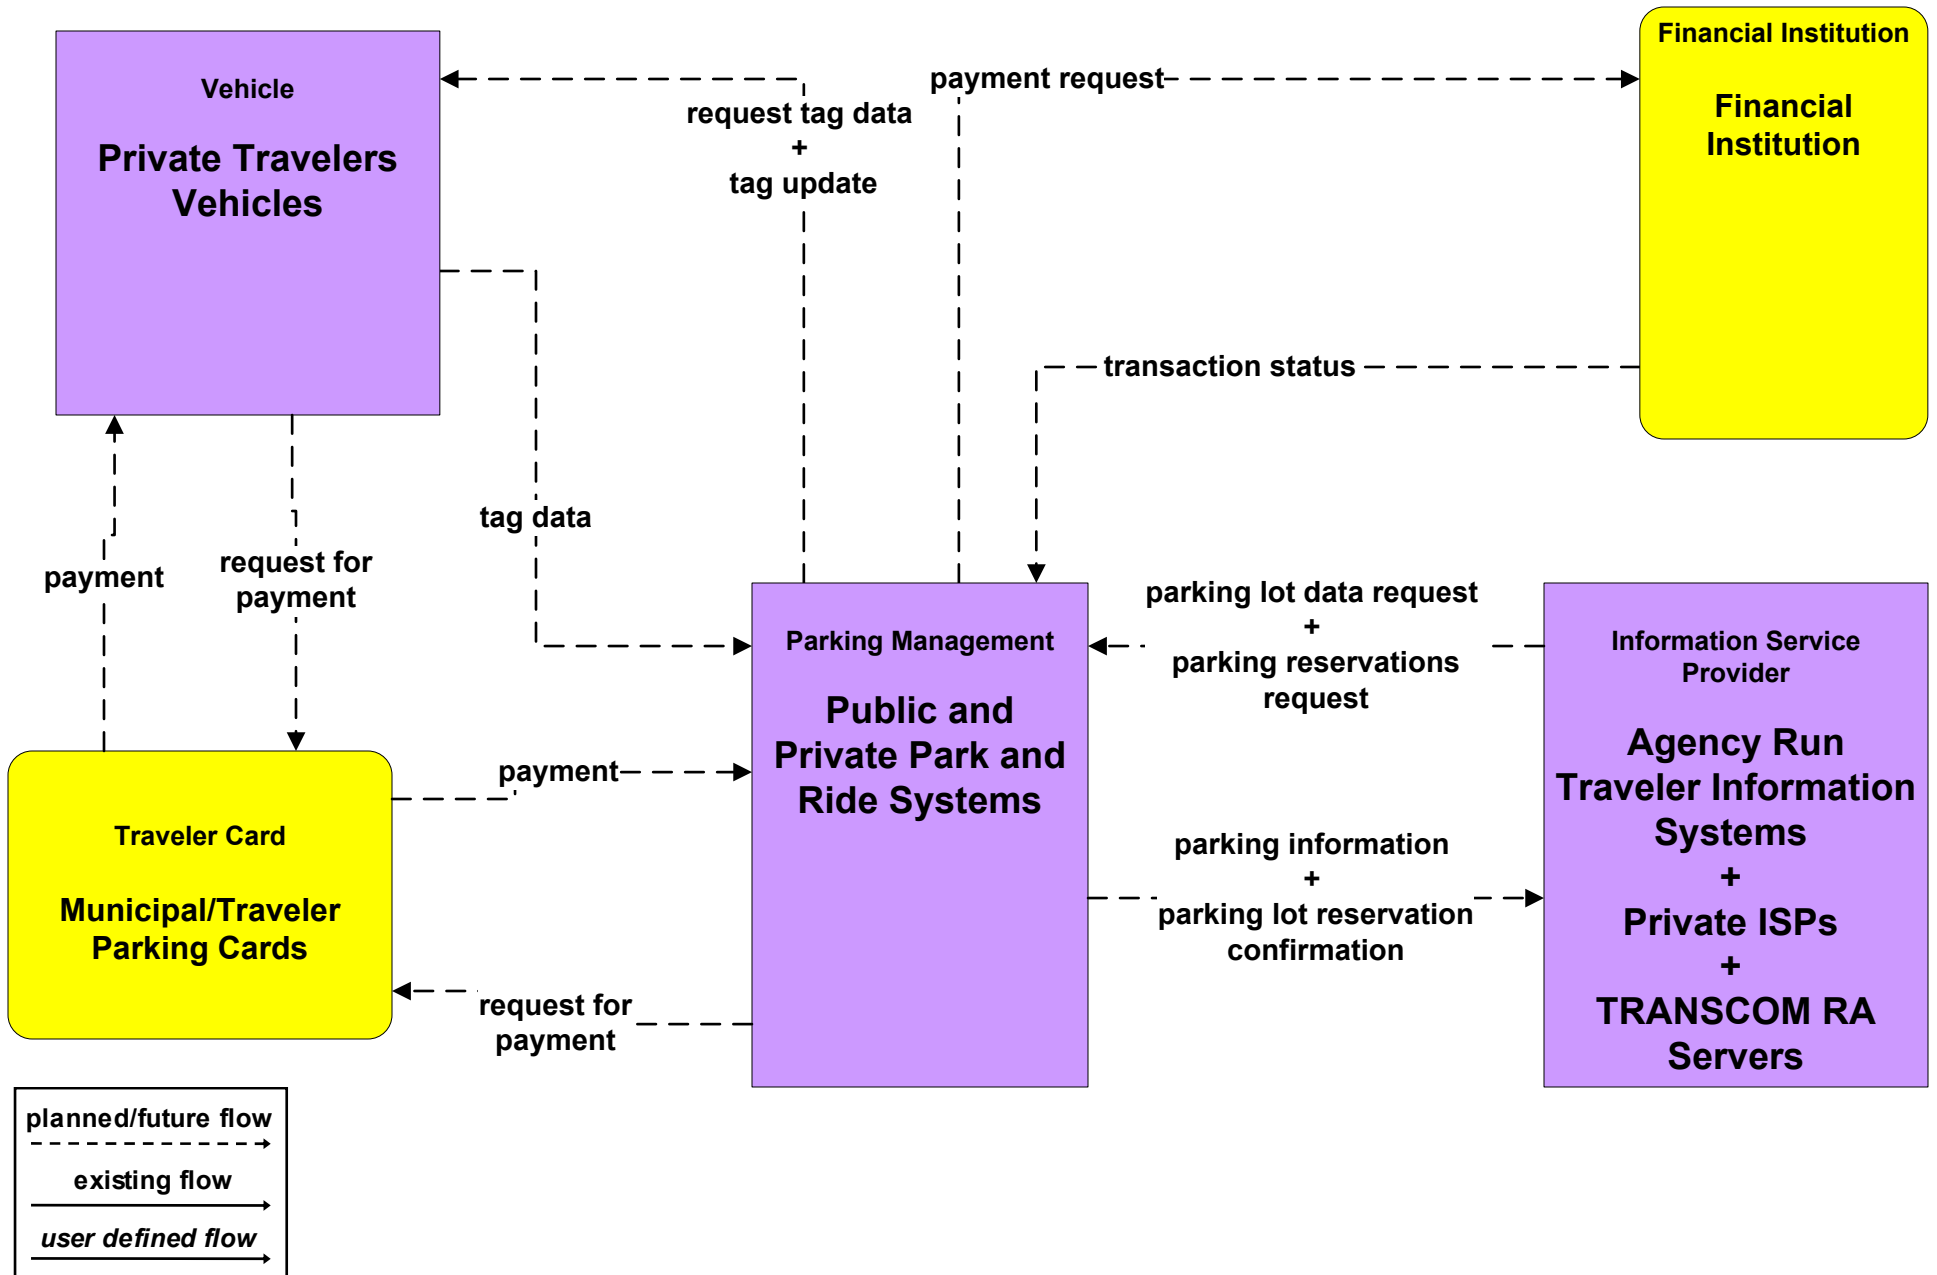 Financial Institution
Financial
Institution
Vehicle
Private Travelers
Vehicles
request tag data
+
tag update
payment request
transaction status
tag data
payment
request for
payment
Parking Management
Public and
Private Park and
Ride Systems
parking lot data request
+
parking reservations
request
Information Service
Provider
Agency Run
Traveler Information
Systems
+
Private ISPs
+
TRANSCOM RA
Servers
payment
Traveler Card
Municipal/Traveler
Parking Cards
parking information
+
parking lot reservation
confirmation
request for
payment
planned/future flow
existing flow
user defined flow